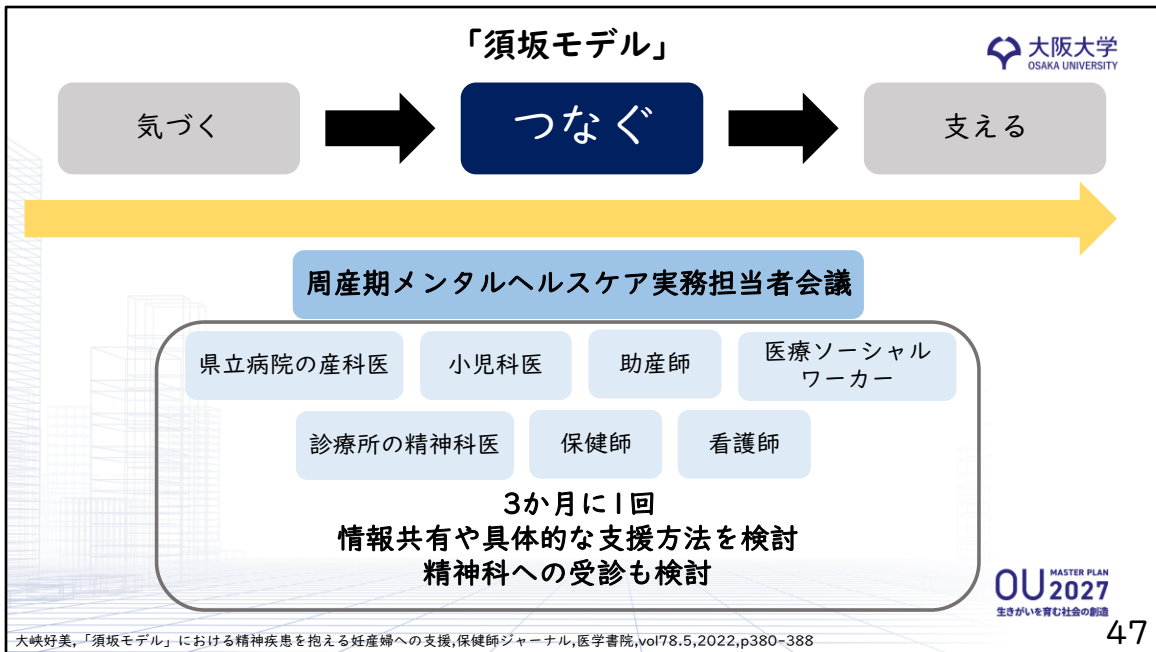 「須坂モデル」
大阪大学
OSAKA UNIVERSITY
気づく
つなぐ
支える
周産期メンタルヘルスケア実務担当者会議
県立病院の産科医
小児科医
助産師
医療ソーシャル
ワーカー
診療所の精神科医
保健師
看護師
3か月に1回
情報共有や具体的な支援方法を検討
精神科への受診も検討
OU MASTER PLAN
2027
生きがいを育む社会の創造
大峡好美,「須坂モデル」における精神疾患を抱える妊産婦への支援,保健師ジャーナル,医学書院,vol78.5,2022,p380-388
47